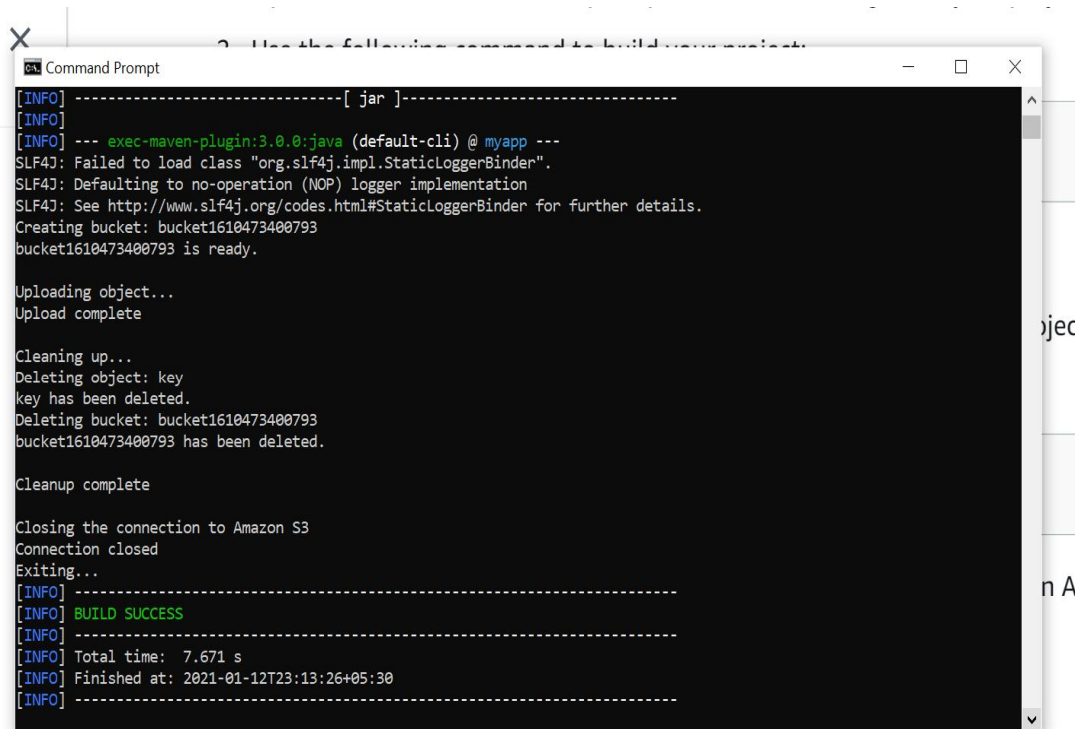 Command Prompt
[INFO] --------------------------------[ jar ]---------------------------------
[INFO]
[INFO] --- exec-maven-plugin:3.0.0:java (default-cli) @ myapp ---
SLF4J: Failed to load class "org.slf4j.impl.StaticLoggerBinder".
SLF4J: Defaulting to no-operation (NOP) logger implementation
SLF4J: See http://www.slf4j.org/codes.html#StaticLoggerBinder for further details.
Creating bucket: bucket1610473400793
bucket1610473400793 is ready.
Uploading object...
Upload complete
Cleaning up...
Deleting object: key
key has been deleted.
Deleting bucket: bucket1610473400793
bucket1610473400793 has been deleted.
Cleanup complete
Closing the connection to Amazon S3
Connection closed
Exiting...
[INFO] ------------------------------------------------------------------------
[INFO] BUILD SUCCESS
[INFO] ------------------------------------------------------------------------
[INFO] Total time:  7.671 s
[INFO] Finished at: 2021-01-12T23:13:26+05:30
[INFO] ------------------------------------------------------------------------